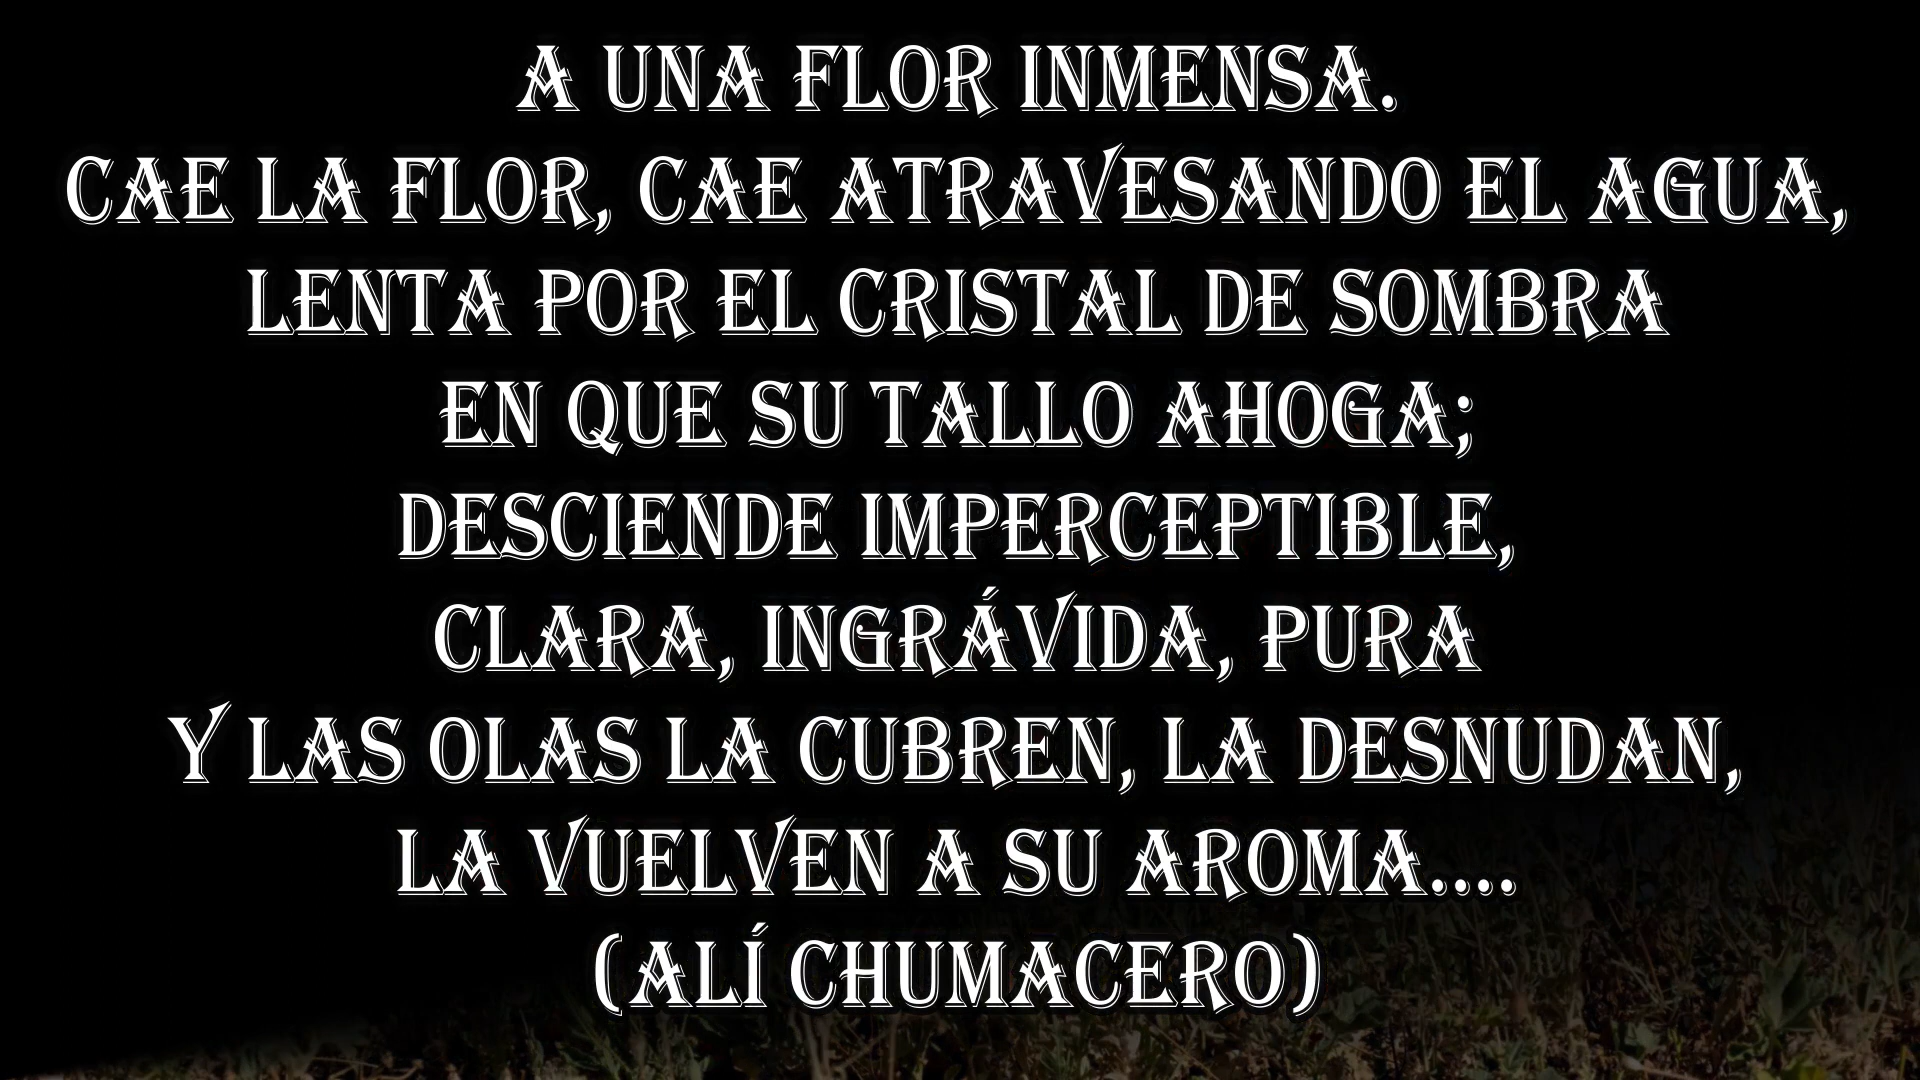 A UNA FLOR INMENSA.
CAE LA FLOR, CAE ATRAVESANDO EL AGUA,
LENTA POR EL CRISTAL DE SOMBRA
EN QUE SU TALLO AHOGA;
DESCIENDE IMPERCEPTIBLE,
CLARA, INGRÁVIDA, PURA
Y LAS OLAS LA CUBREN, LA DESNUDAN,
LA VUELVEN A SU AROMA....
(ALÍ CHUMACERO)